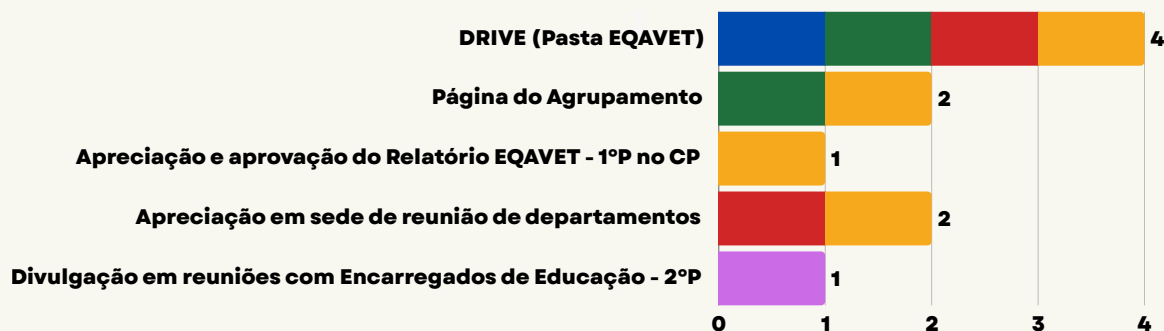 DRIVE (Pasta EQAVET) 4
Página do Agrupamento 2
Apreciação e aprovação do Relatório EQAVET - 1ºP no CP 1
Apreciação em sede de reunião de departamentos 2
Divulgação em reuniões com Encarregados de Educação - 2ºP 1
0 1 2 3 4